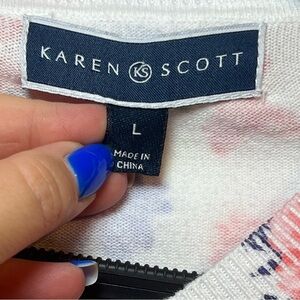 KAREN KS SCOTT
L
MADE IN
CHINA